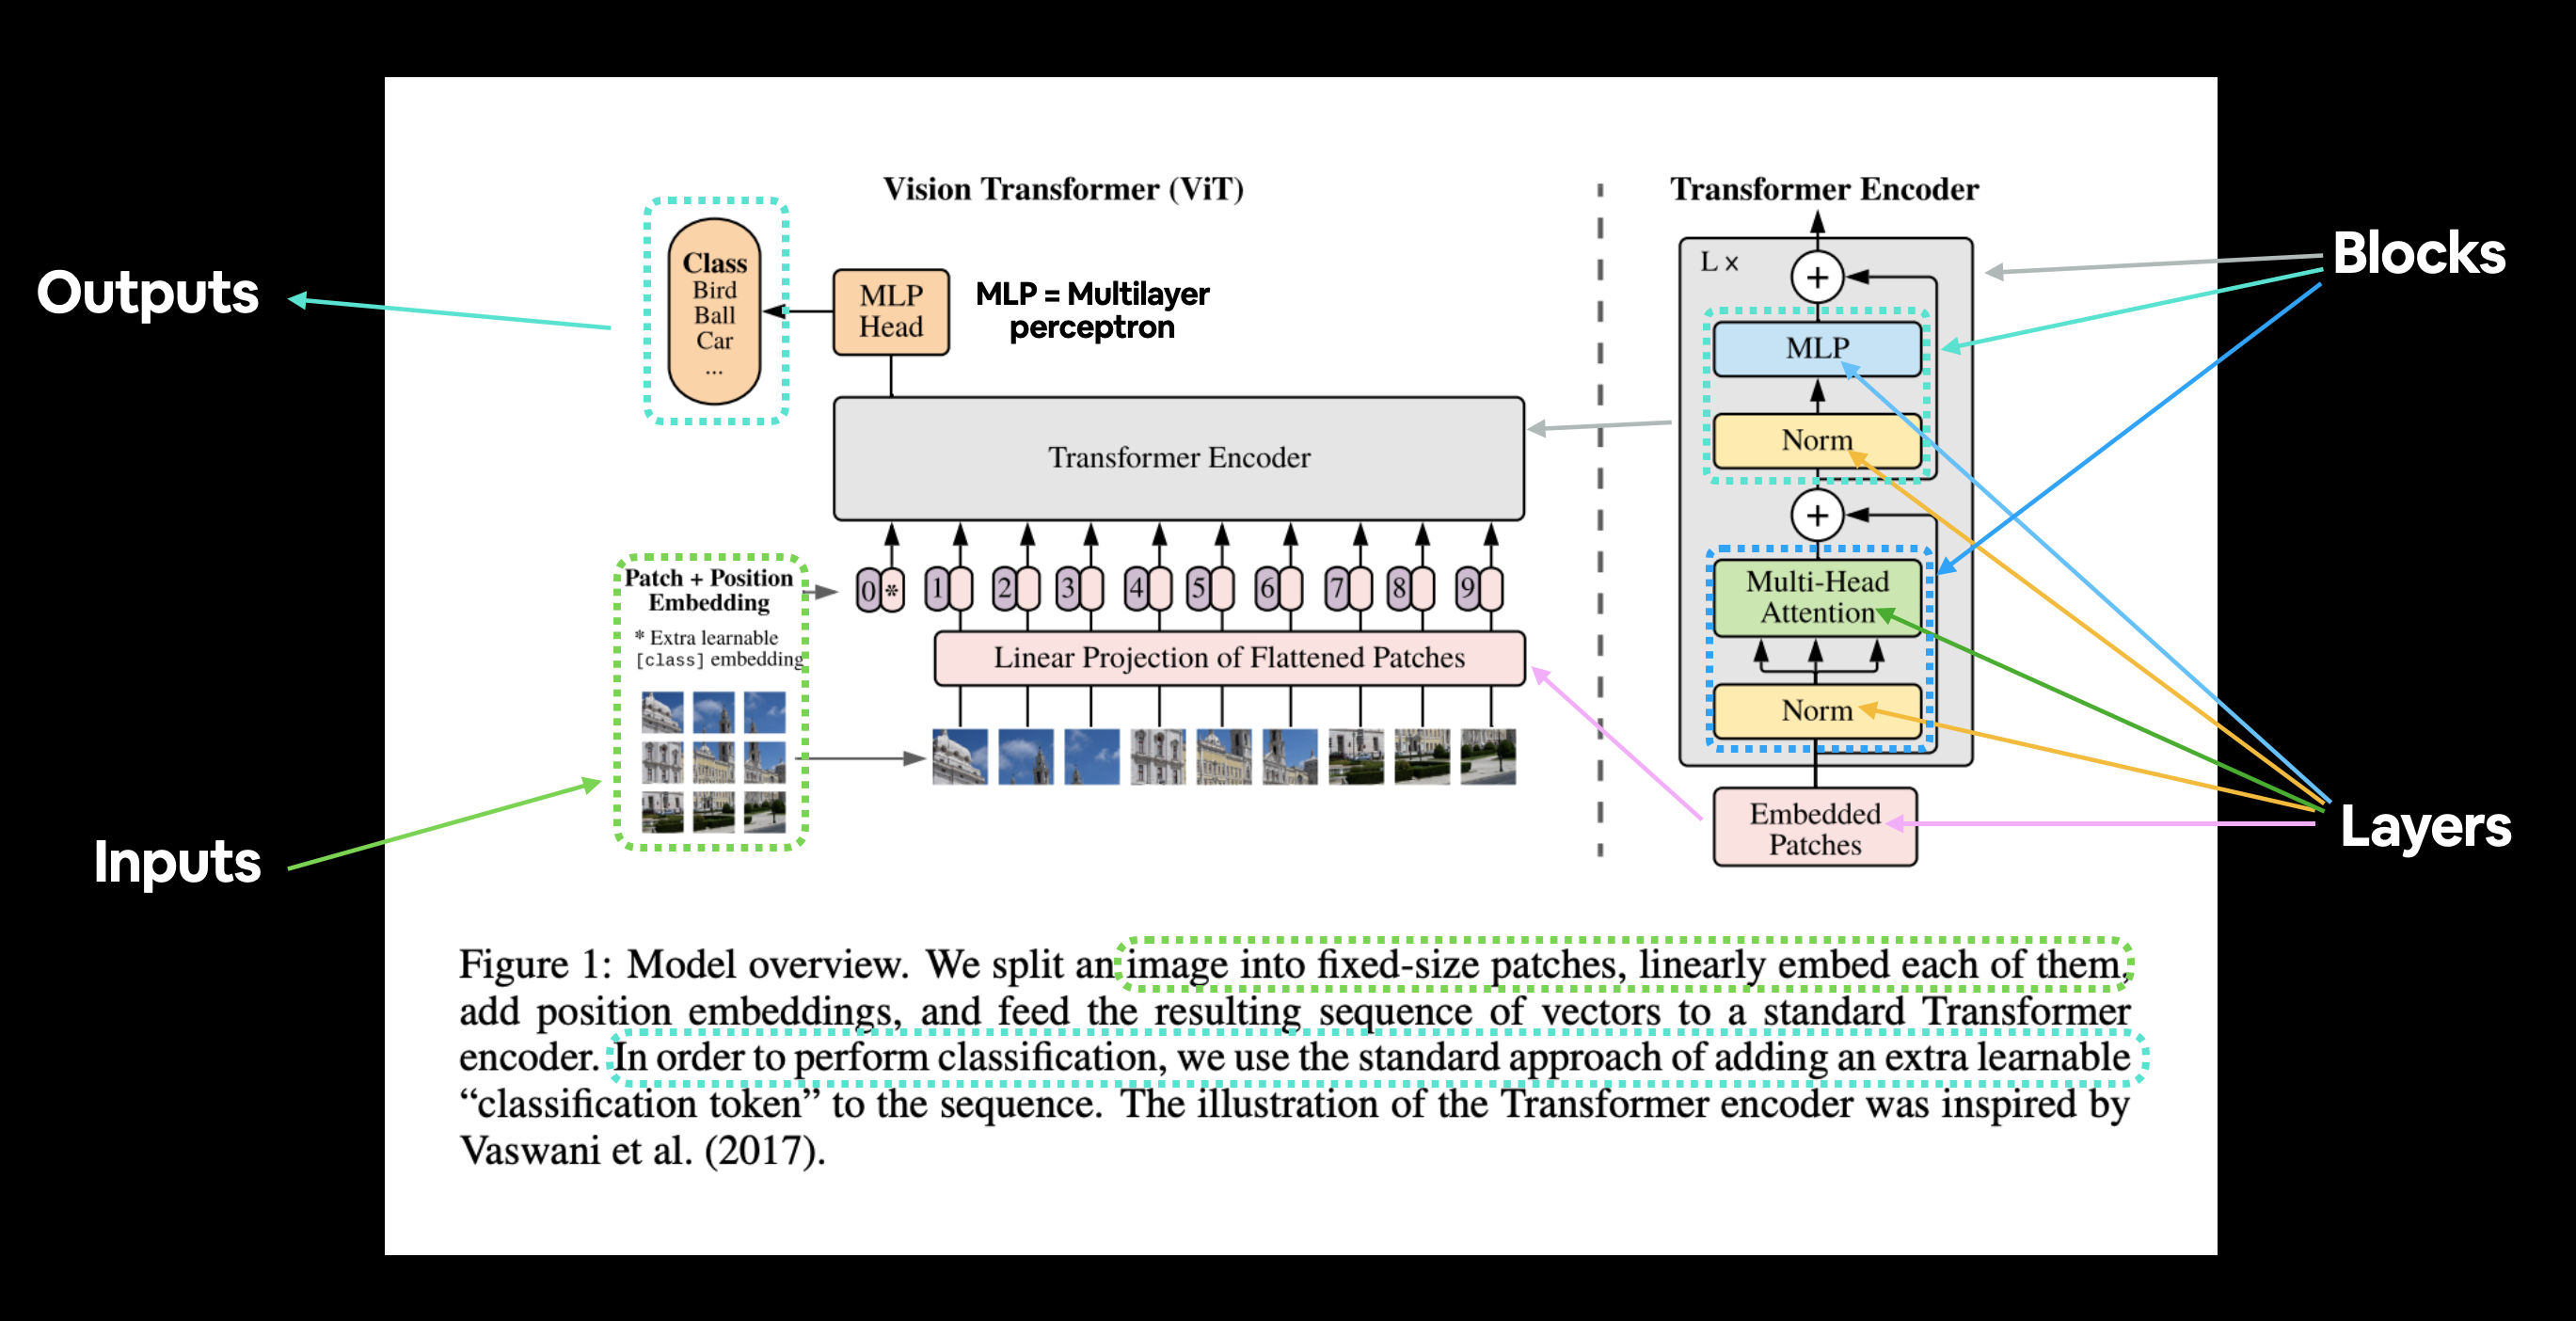 Vision Transformer (ViT)
Transformer Encoder
Outputs
Class
Bird
Ball
Car
...
MLP
Head
MLP = Multilayer
perceptron
Transformer Encoder
Patch + Position
Embedding
* Extra learnable
[class] embedding
0 * 1 2 3 4 5 6 7 8 9
Linear Projection of Flattened Patches
Inputs
L ×
+
MLP
Norm
+
Multi-Head
Attention
Norm
Embedded
Patches
Blocks
Layers
Figure 1: Model overview. We split an image into fixed-size patches, linearly embed each of them,
add position embeddings, and feed the resulting sequence of vectors to a standard Transformer
encoder. In order to perform classification, we use the standard approach of adding an extra learnable
“classification token” to the sequence. The illustration of the Transformer encoder was inspired by
Vaswani et al. (2017).